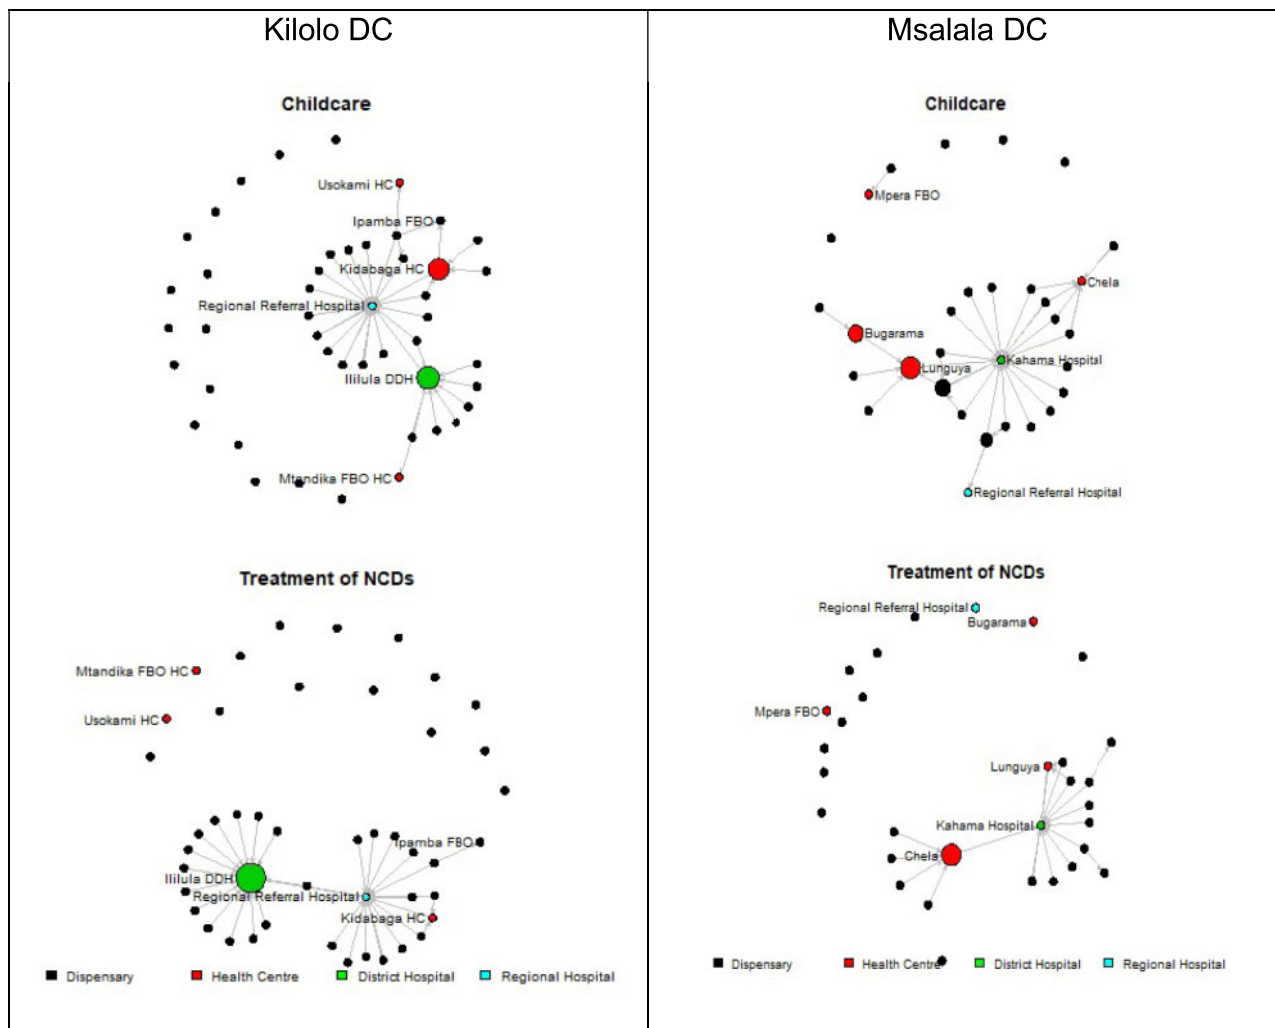 Kilolo DC
Childcare
Usokami HC
Ipamba FBO
Kidabaga HC
Regional Referral Hospital
Ililula DDH
Mtandika FBO HC
Treatment of NCDs
Mtandika FBO HC
Usokami HC
Ipamba FBO
Ililula DDH
Regional Referral Hospital
Kidabaga HC
Dispensary Health Centre District Hospital Regional Hospital
Msalala DC
Childcare
Mpera FBO
Chela
Bugarama
Kahama Hospital
Lunguya
Regional Referral Hospital
Treatment of NCDs
Regional Referral Hospital
Bugarama
Mpera FBO
Lunguya
Kahama Hospital
Chela
Dispensary Health Centre District Hospital Regional Hospital